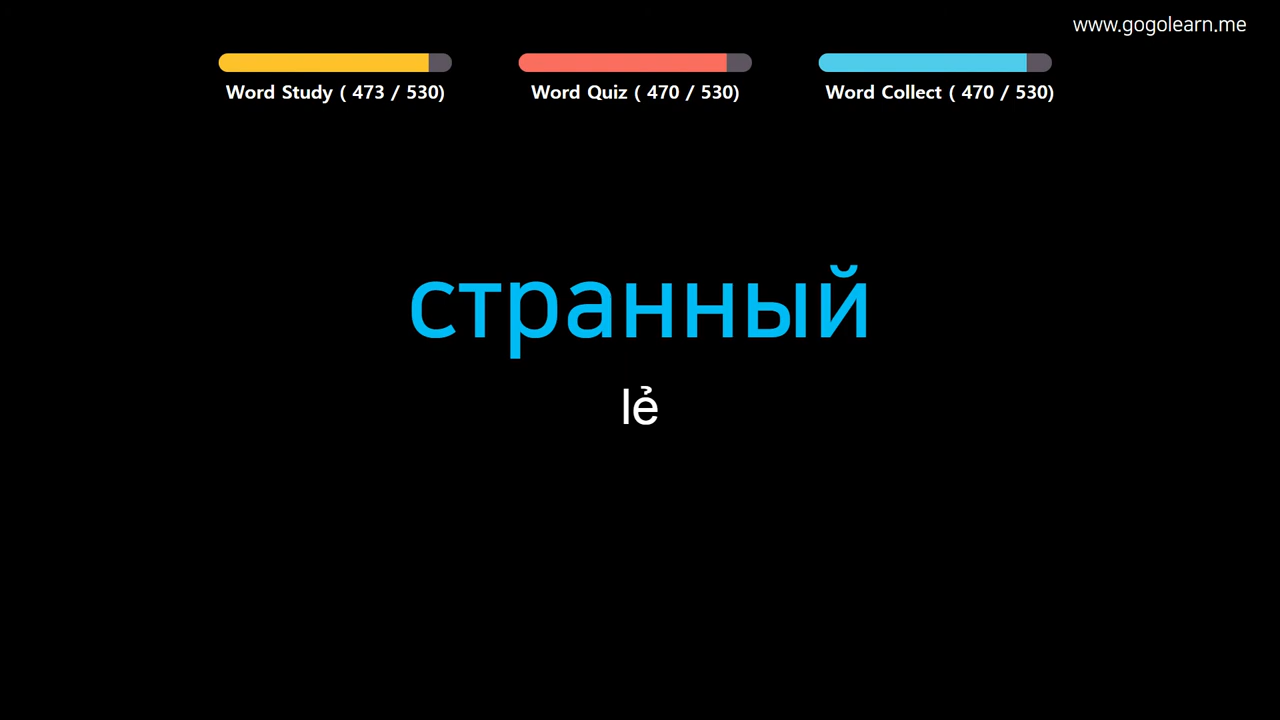 www.gogolearn.me
Word Study ( 473 / 530)
Word Quiz ( 470 / 530)
Word Collect ( 470 / 530)
странный
lẻ